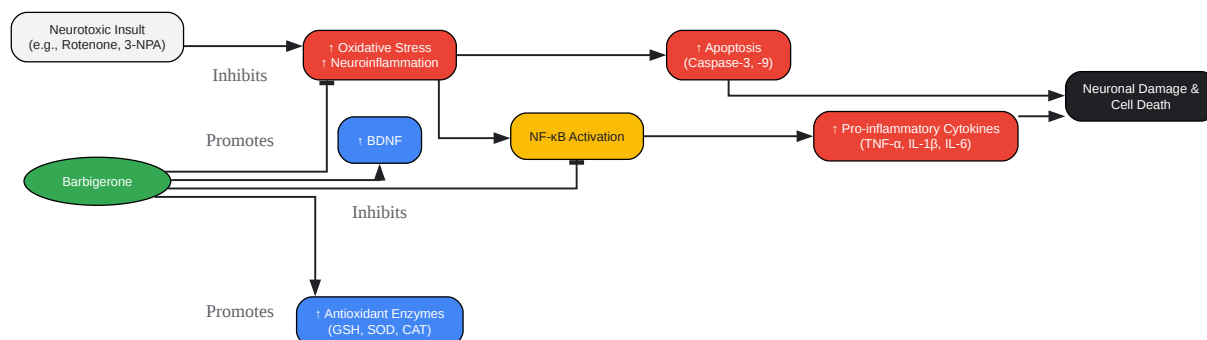 Neurotoxic Insult
(e.g., Rotenone, 3-NPA)
↑ Oxidative Stress
↑ Neuroinflammation
↑ Apoptosis
(Caspase-3, -9)
Neuronal Damage &
Cell Death
Inhibits
Promotes
↑ BDNF
NF-κB Activation
↑ Pro-inflammatory Cytokines
(TNF-α, IL-1β, IL-6)
Barbigerone
Inhibits
Promotes
↑ Antioxidant Enzymes
(GSH, SOD, CAT)